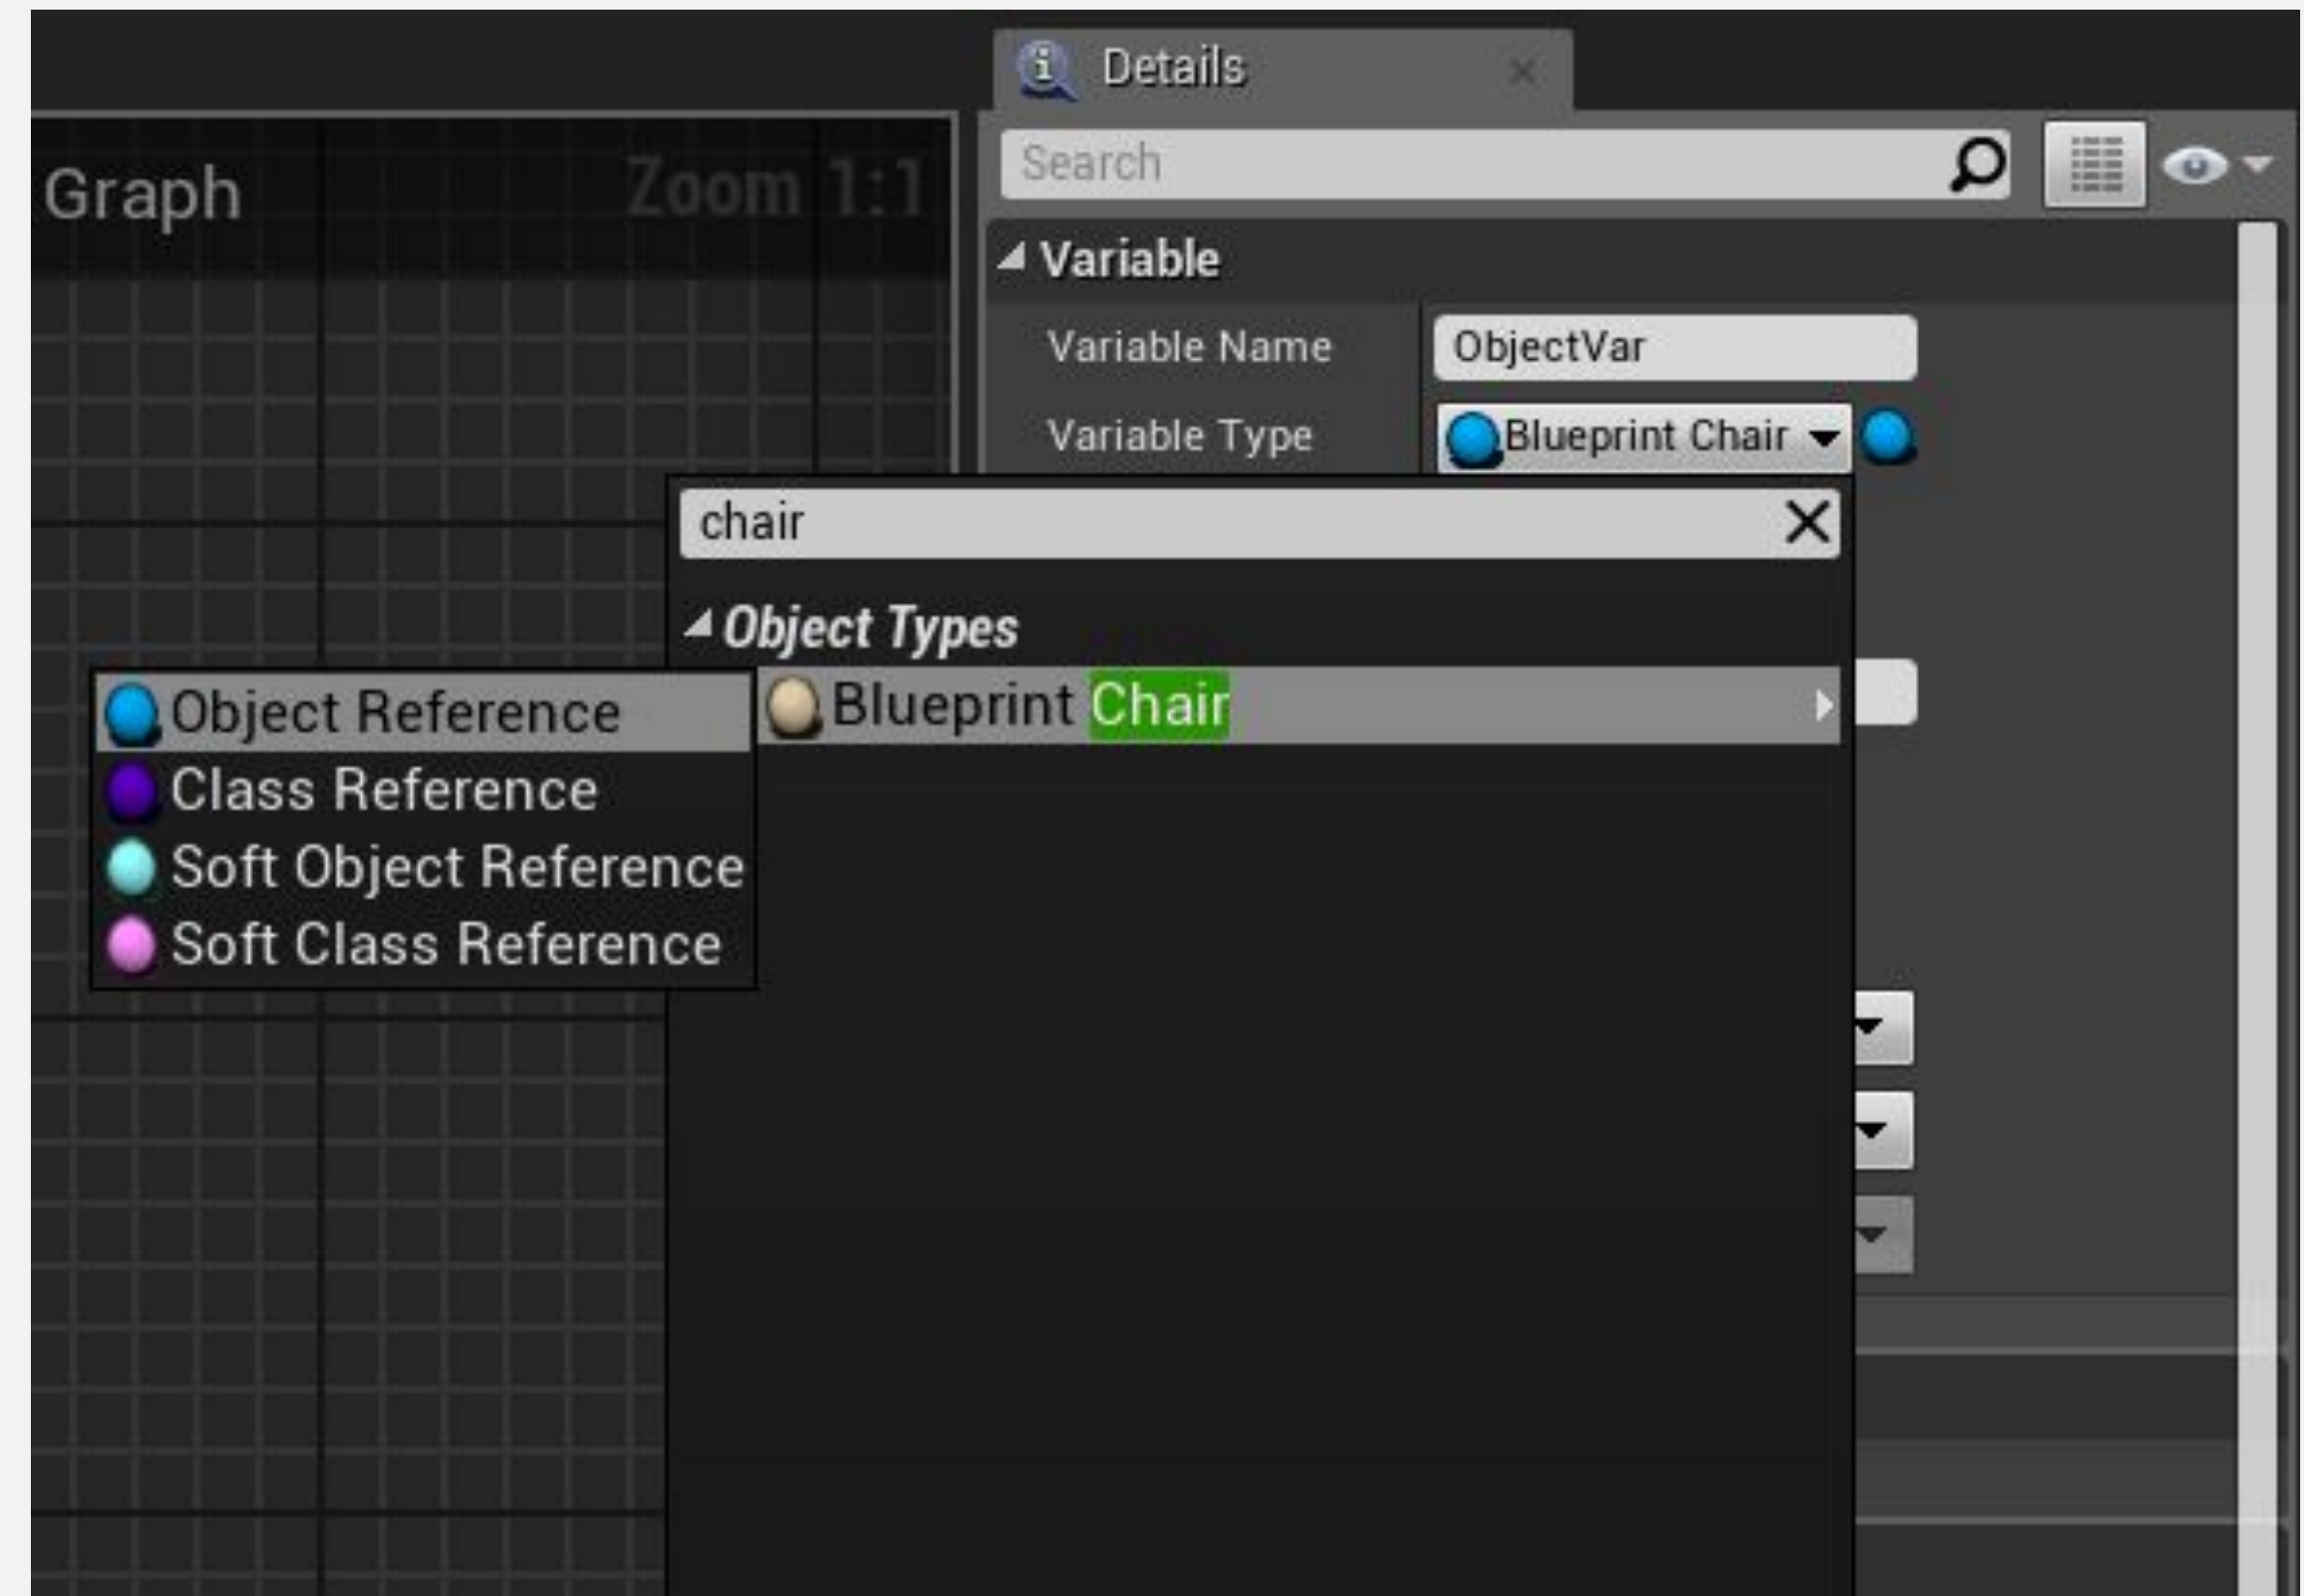 Details
Search
Graph
Zoom 1:1
Variable
Variable Name
ObjectVar
Variable Type
Blueprint Chair
chair
Object Types
Blueprint Chair
Object Reference
Class Reference
Soft Object Reference
Soft Class Reference